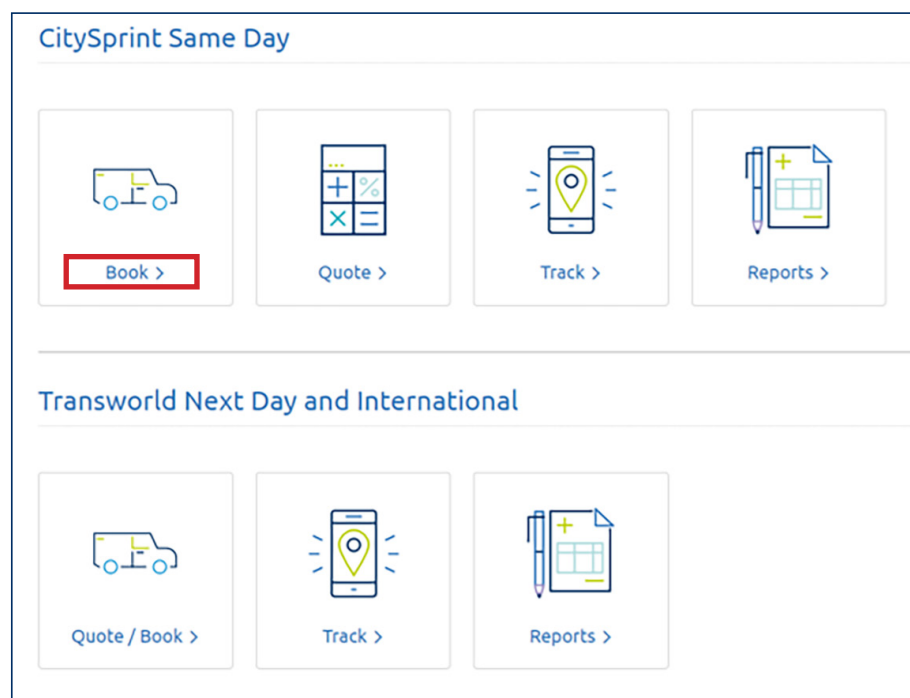 CitySprint Same Day
Book >
Quote >
Track >
Reports >
Transworld Next Day and International
Quote / Book >
Track >
Reports >